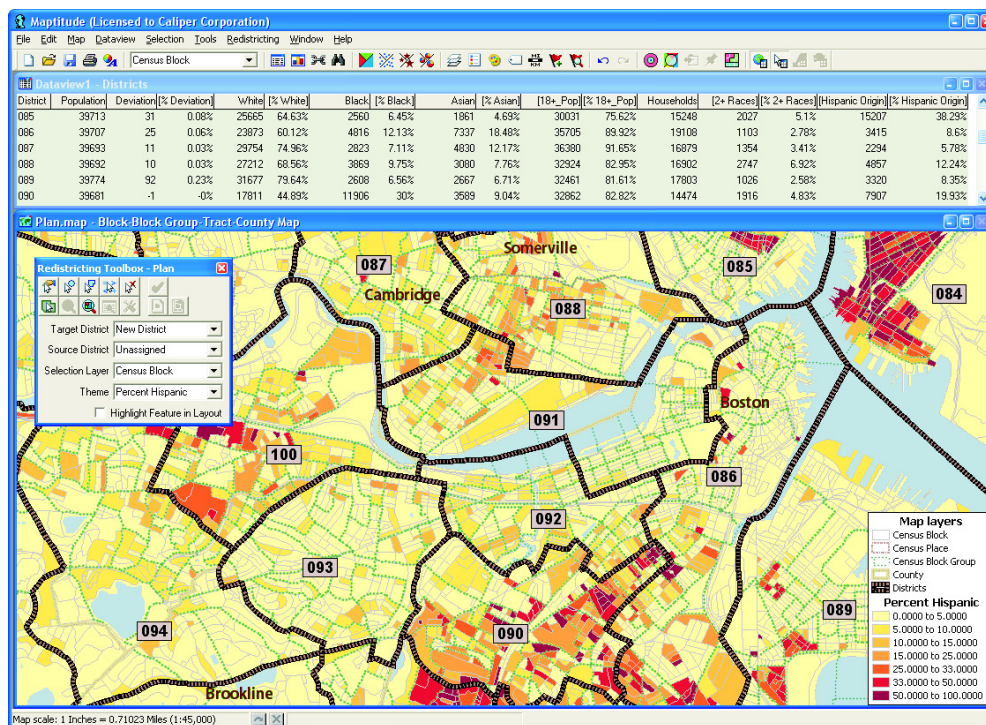 Maptitude (Licensed to Caliper Corporation)
File Edit Map Dataview Selection Tools Redistricting Window Help
Census Block
Dataview1 - Districts
District Population Deviation [% Deviation] White [% White] Black [% Black] Asian [% Asian] [18+_Pop] [% 18+_Pop] Households [2+ Races] [% 2+ Races] [Hispanic Origin] [% Hispanic Origin]
085 39713 31 0.08% 25665 64.63% 2560 6.45% 1861 4.69% 30031 75.62% 15248 2027 5.1% 15207 38.29%
086 39707 25 0.06% 23873 60.12% 4816 12.13% 7337 18.48% 35705 89.92% 19108 1103 2.78% 3415 8.6%
087 39693 11 0.03% 29754 74.96% 2823 7.11% 4830 12.17% 36380 91.65% 16879 1354 3.41% 2294 5.78%
088 39692 10 0.03% 27212 68.56% 3869 9.75% 3080 7.76% 32924 82.95% 16902 2747 6.92% 4857 12.24%
089 39774 92 0.23% 31677 79.64% 2608 6.56% 2667 6.71% 32461 81.61% 17803 1026 2.58% 3320 8.35%
090 39681 -1 -0% 17811 44.89% 11906 30% 3589 9.04% 32862 82.82% 14474 1916 4.83% 7907 19.93%
Plan.map - Block-Block Group-Tract-County Map
Somerville
087
085
Redistricting Toolbox - Plan
Cambridge
084
088
Target District New District
Source District Unassigned
Selection Layer Census Block
Theme Percent Hispanic
Highlight Feature in Layout
Boston
091
100
086
092
Map layers
Census Block
Census Place
Census Block Group
County
Districts
Percent Hispanic
0.0000 to 5.0000
5.0000 to 10.0000
10.0000 to 15.0000
15.0000 to 25.0000
25.0000 to 33.0000
33.0000 to 50.0000
50.0000 to 100.0000
093
089
094
090
Brookline
Map scale: 1 Inches = 0.71023 Miles (1:45,000)